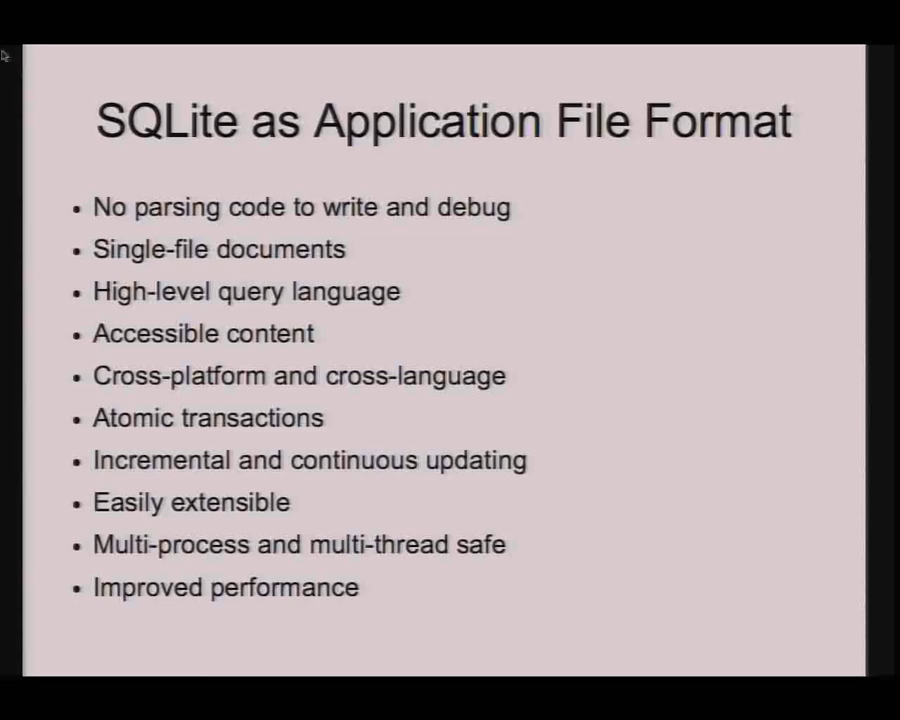 SQLite as Application File Format
• No parsing code to write and debug
• Single-file documents
• High-level query language
• Accessible content
• Cross-platform and cross-language
• Atomic transactions
• Incremental and continuous updating
• Easily extensible
• Multi-process and multi-thread safe
• Improved performance